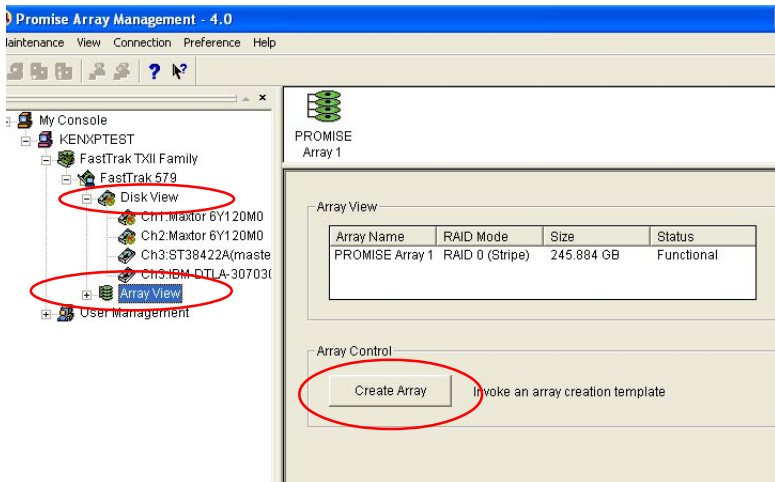 Promise Array Management - 4.0
Maintenance View Connection Preference Help
My Console
KENXPTEST
FastTrak TXII Family
FastTrak 579
Disk View
Ch1:Maxtor 6Y120M0
Ch2:Maxtor 6Y120M0
Ch3:ST38422A(maste
Ch3:IBM-DTLA-30703(
Array View
User Management
PROMISE
Array 1
Array View
Array Name RAID Mode Size Status
PROMISE Array 1 RAID 0 (Stripe) 245.884 GB Functional
Array Control
Create Array Invoke an array creation template